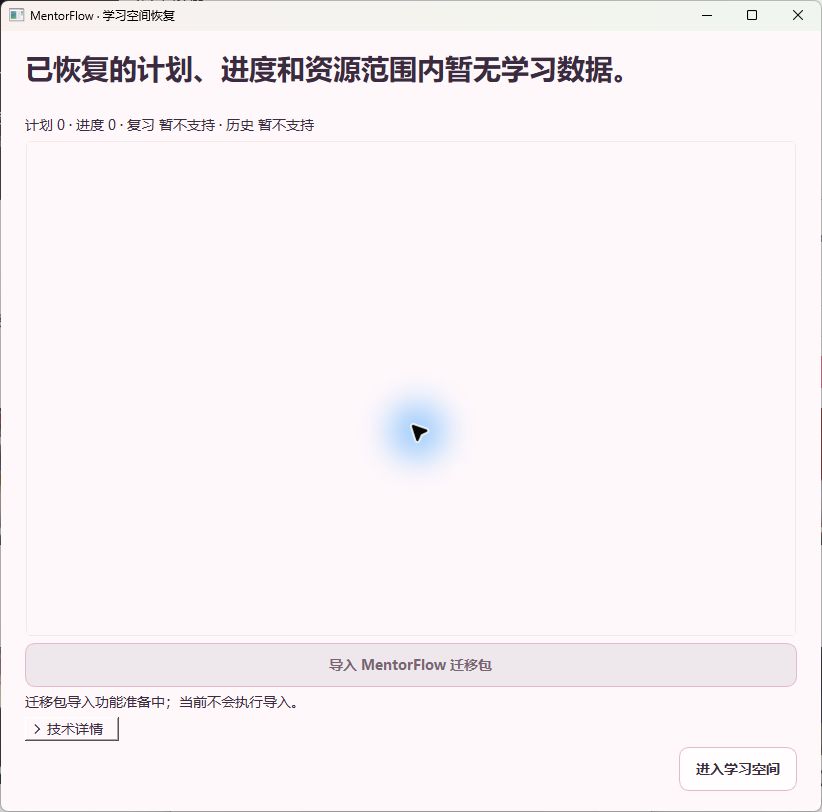 MentorFlow · 学习空间恢复
已恢复的计划、进度和资源范围内暂无学习数据。
计划 0 · 进度 0 · 复习 暂不支持 · 历史 暂不支持
导入 MentorFlow 迁移包
迁移包导入功能准备中；当前不会执行导入。
> 技术详情
进入学习空间